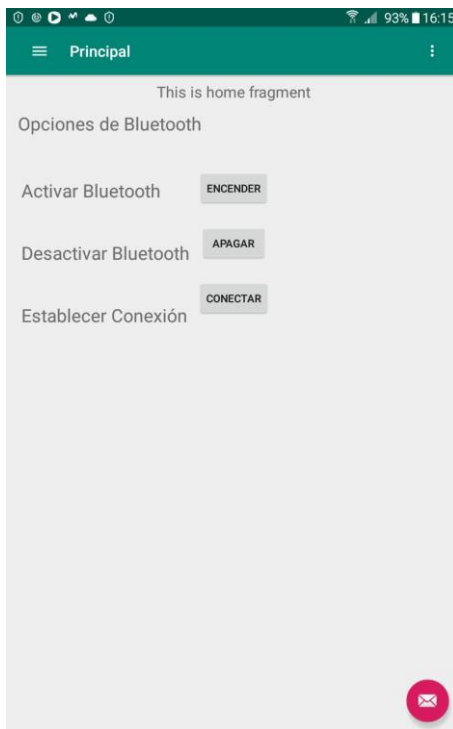 93% 16:15
Principal
This is home fragment
Opciones de Bluetooth
Activar Bluetooth ENCENDER
Desactivar Bluetooth APAGAR
Establecer Conexión CONECTAR